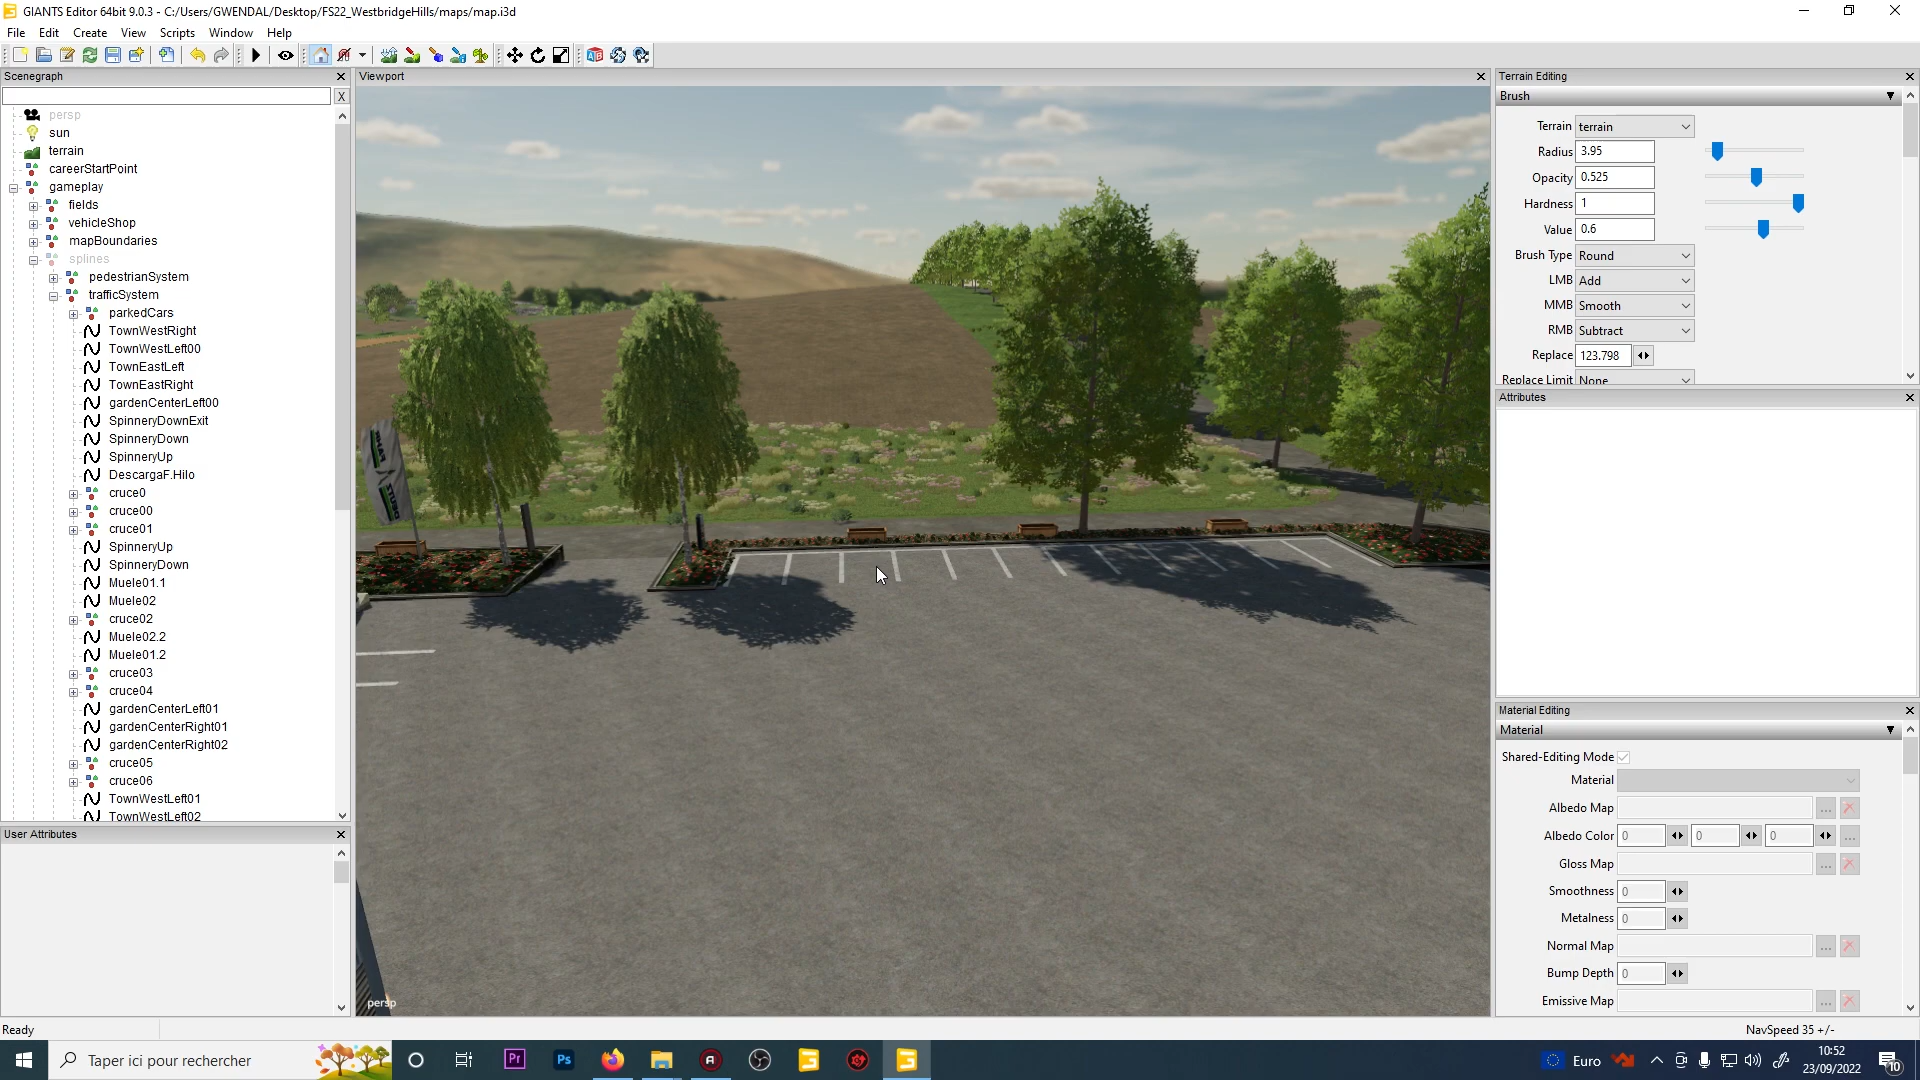 GIANTS Editor 64bit 9.0.3 - C:/Users/GWENDAL/Desktop/FS22_WestbridgeHills/maps/map.i3d
File Edit Create View Scripts Window Help
Scenegraph
X
persp
sun
terrain
careerStartPoint
gameplay
fields
vehicleShop
mapBoundaries
splines
pedestrianSystem
trafficSystem
parkedCars
TownWestRight
TownWestLeft00
TownEastLeft
TownEastRight
gardenCenterLeft00
SpinneryDownExit
SpinneryDown
SpinneryUp
DescargaF.Hilo
cruce0
cruce00
cruce01
SpinneryUp
SpinneryDown
Muele01.1
Muele02
cruce02
Muele02.2
Muele01.2
cruce03
cruce04
gardenCenterLeft01
gardenCenterRight01
gardenCenterRight02
cruce05
cruce06
TownWestLeft01
TownWestLeft02
User Attributes
Viewport
DEUTZ
persp
Terrain Editing
Brush
Terrain terrain
Radius 3.95
Opacity 0.525
Hardness 1
Value 0.6
Brush Type Round
LMB Add
MMB Smooth
RMB Subtract
Replace 123.798
Replace Limit None
Attributes
Material Editing
Material
Shared-Editing Mode
Material
Albedo Map ...
Albedo Color 0 0 0 ...
Gloss Map ...
Smoothness 0
Metalness 0
Normal Map ...
Bump Depth 0
Emissive Map ...
Ready
NavSpeed 35 +/-
Taper ici pour rechercher
Pr
Ps
Euro
10:52
23/09/2022
10